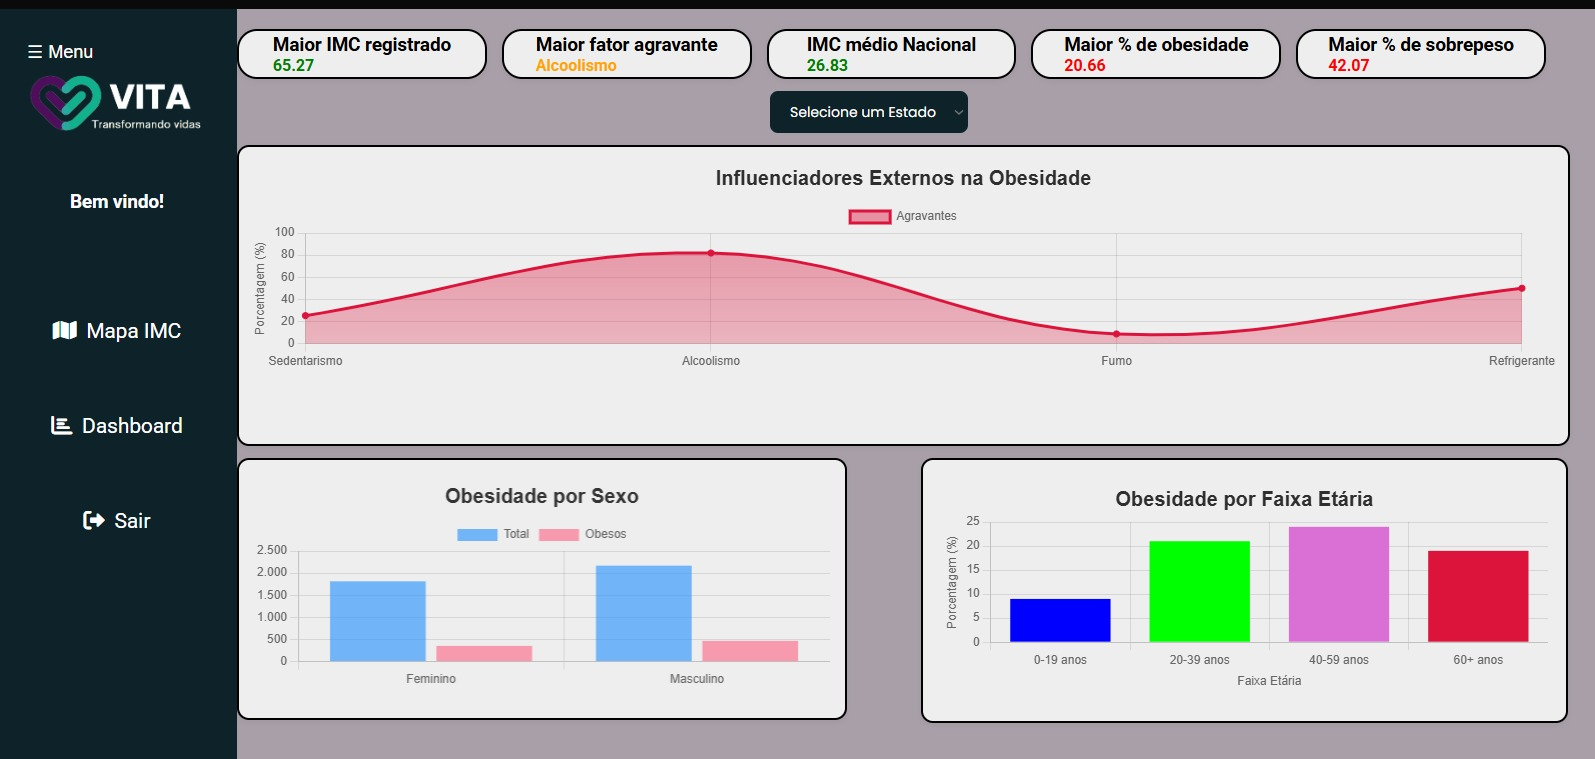 ☰ Menu
VITA
Transformando vidas
Bem vindo!
Mapa IMC
Dashboard
Sair
Maior IMC registrado
65.27
Maior fator agravante
Alcoolismo
IMC médio Nacional
26.83
Maior % de obesidade
20.66
Maior % de sobrepeso
42.07
Selecione um Estado
Influenciadores Externos na Obesidade
Agravantes
Porcentagem (%)
100
80
60
40
20
0
Sedentarismo Alcoolismo Fumo Refrigerante
Obesidade por Sexo
Total Obesos
2.500
2.000
1.500
1.000
500
0
Feminino Masculino
Obesidade por Faixa Etária
Porcentagem (%)
25
20
15
10
5
0
0-19 anos 20-39 anos 40-59 anos 60+ anos
Faixa Etária